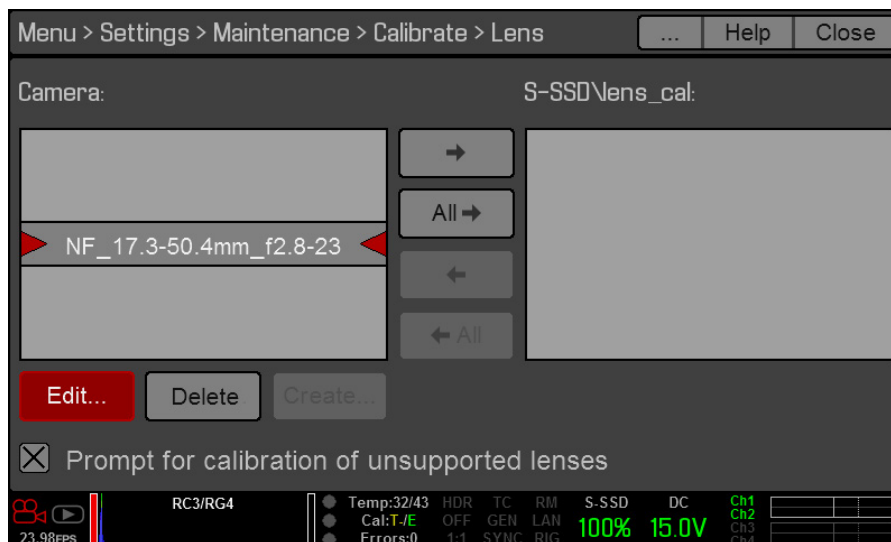 Menu > Settings > Maintenance > Calibrate > Lens
...
Help
Close
Camera:
S-SSD\lens_cal:
NF_17.3-50.4mm_f2.8-23
All
All
Edit...
Delete
Create...
Prompt for calibration of unsupported lenses
RC3/RG4
Temp:32/43 HDR TC RM S-SSD DC Ch1
Cal:T-/E OFF GEN LAN 100% 15.0V Ch2
23.98FPS Errors:0 1:1 SYNC RIG Ch3
Ch4